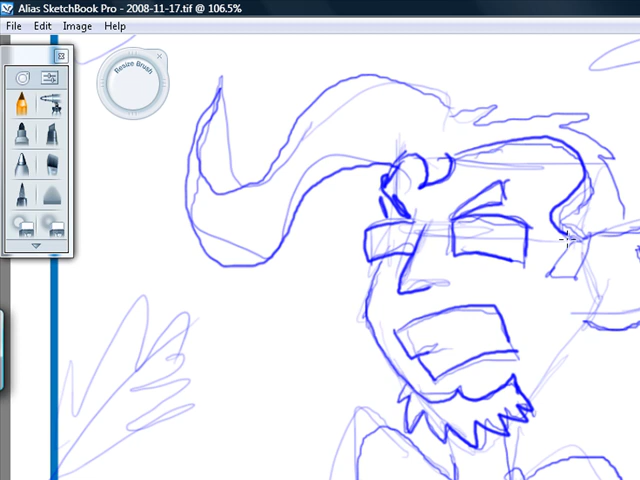 Alias SketchBook Pro - 2008-11-17.tif @ 106.5%
File Edit Image Help
Resize Brush